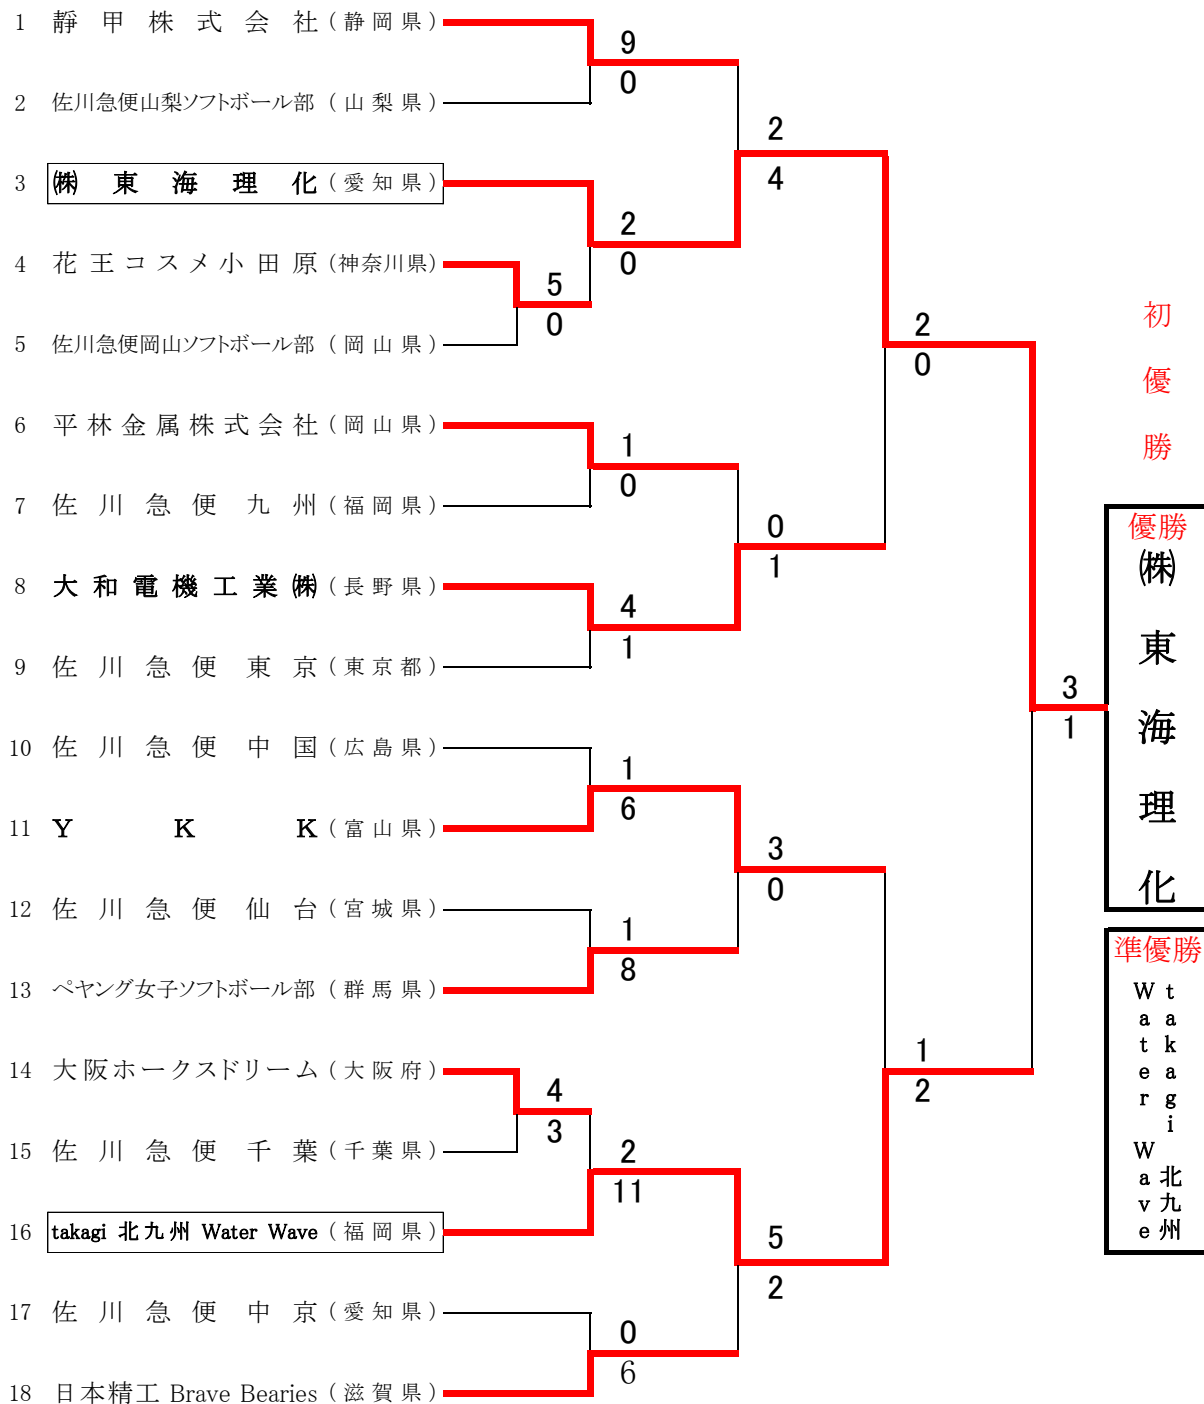 1 靜甲株式会社（静岡県）
9
0
2 佐川急便山梨ソフトボール部（山梨県）
2
4
3 ㈱東海理化（愛知県）
2
0
4 花王コスメ小田原（神奈川県）
5
0
5 佐川急便岡山ソフトボール部（岡山県）
2
0
6 平林金属株式会社（岡山県）
1
0
7 佐川急便九州（福岡県）
0
1
8 大和電機工業㈱（長野県）
4
1
9 佐川急便東京（東京都）
3
1
10 佐川急便中国（広島県）
1
6
11 YKK（富山県）
3
0
12 佐川急便仙台（宮城県）
1
8
13 ペヤング女子ソフトボール部（群馬県）
14 大阪ホークスドリーム（大阪府）
4
3
1
2
15 佐川急便千葉（千葉県）
2
11
16 takagi 北九州 Water Wave（福岡県）
5
2
17 佐川急便中京（愛知県）
0
6
18 日本精工 Brave Bearies（滋賀県）
初優勝
優勝
㈱東海理化
準優勝
takagi 北九州
Water Wave